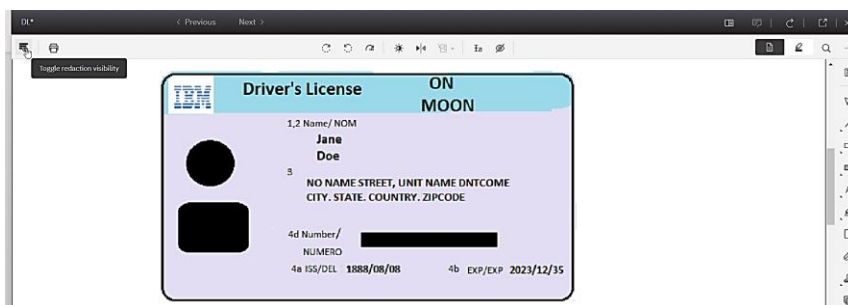 DL*
< Previous Next >
Toggle redaction visibility
IBM
Driver's License
ON
MOON
1,2 Name/ NOM
Jane
Doe
3
NO NAME STREET, UNIT NAME DNTCOME
CITY. STATE. COUNTRY. ZIPCODE
4d Number/
NUMERO
4a ISS/DEL 1888/08/08 4b EXP/EXP 2023/12/35